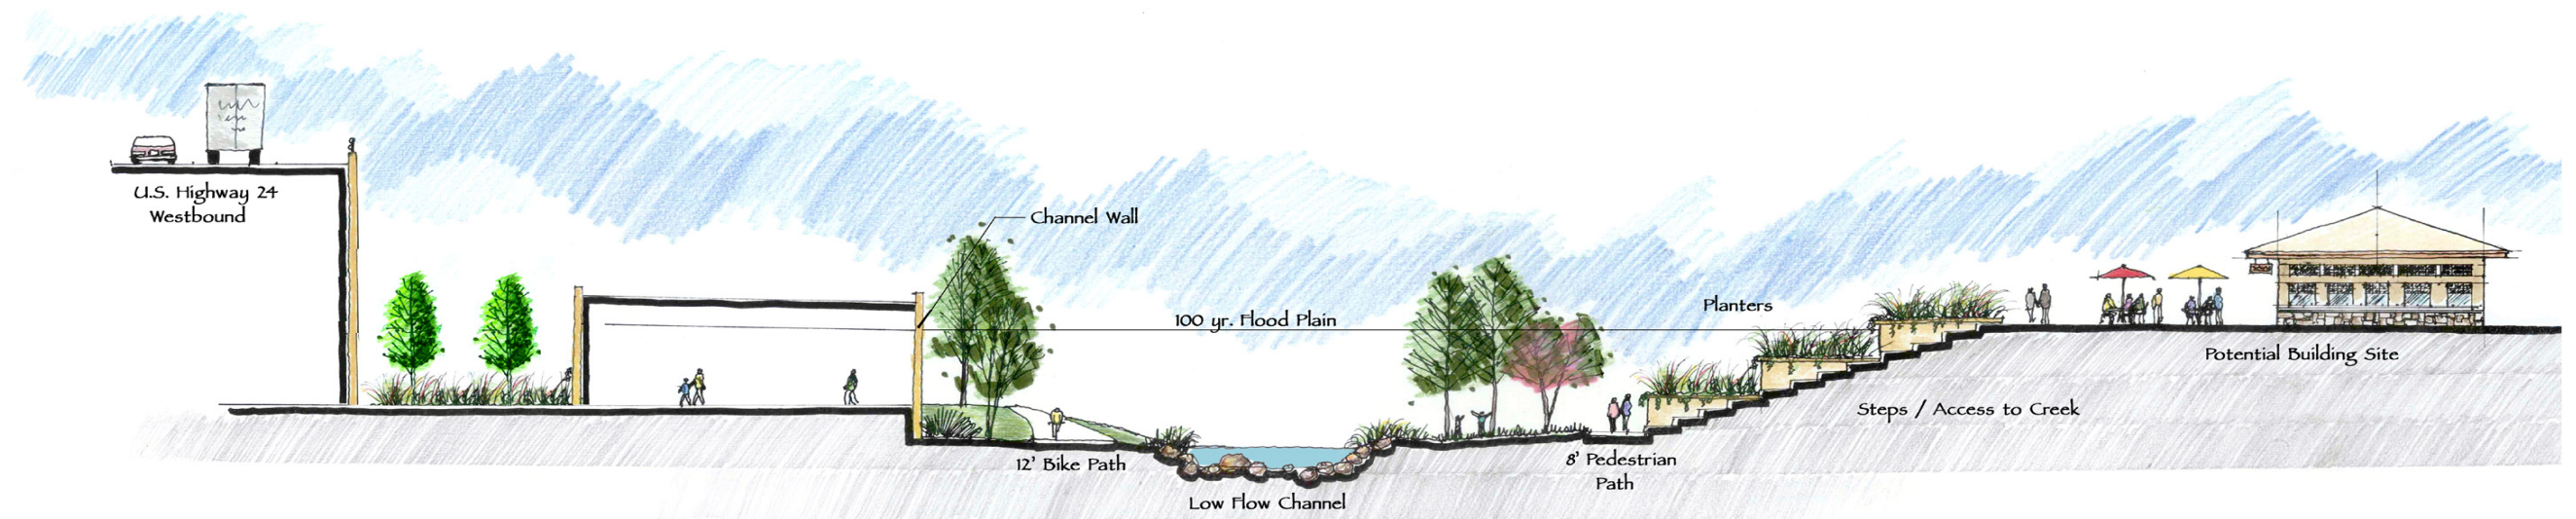 U.S. Highway 24
Westbound
Channel Wall
100 yr. Flood Plain
Planters
Potential Building Site
Steps / Access to Creek
12' Bike Path
8' Pedestrian
Path
Low Flow Channel